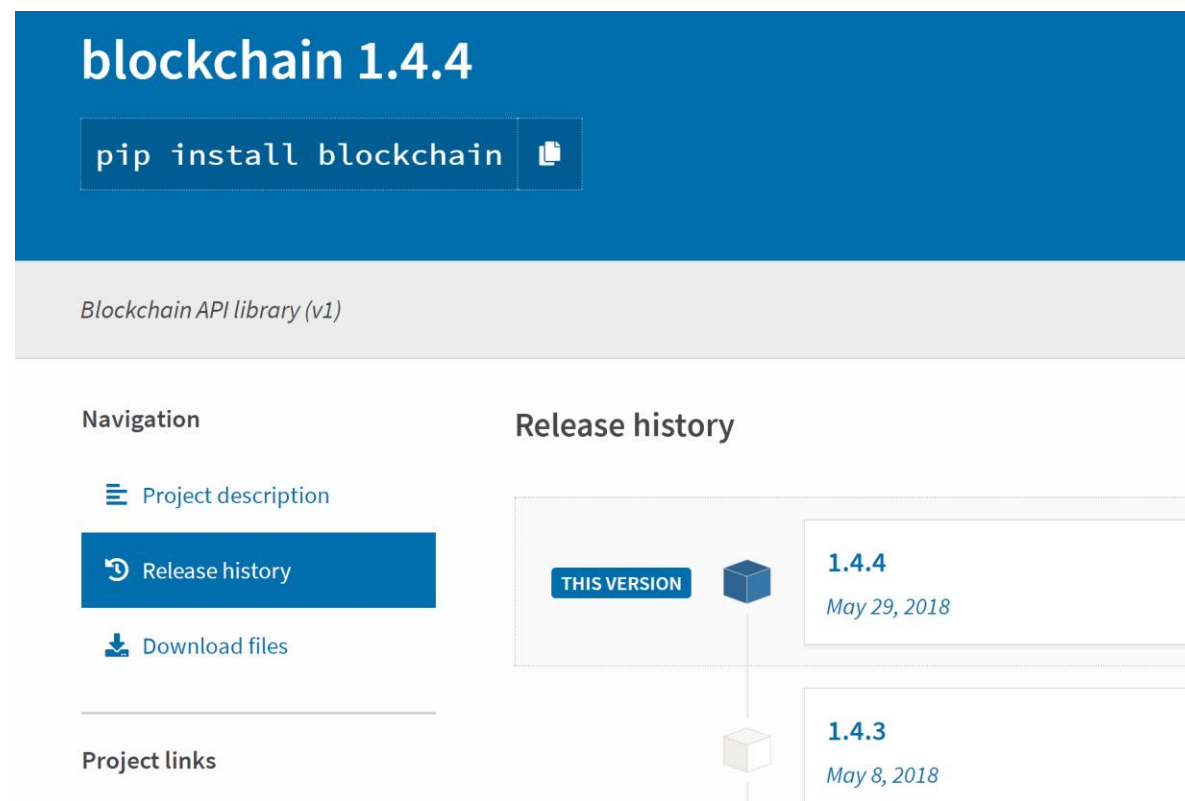 blockchain 1.4.4
pip install blockchain
Blockchain API library (v1)
Navigation
Project description
Release history
Download files
Project links
Release history
THIS VERSION
1.4.4
May 29, 2018
1.4.3
May 8, 2018